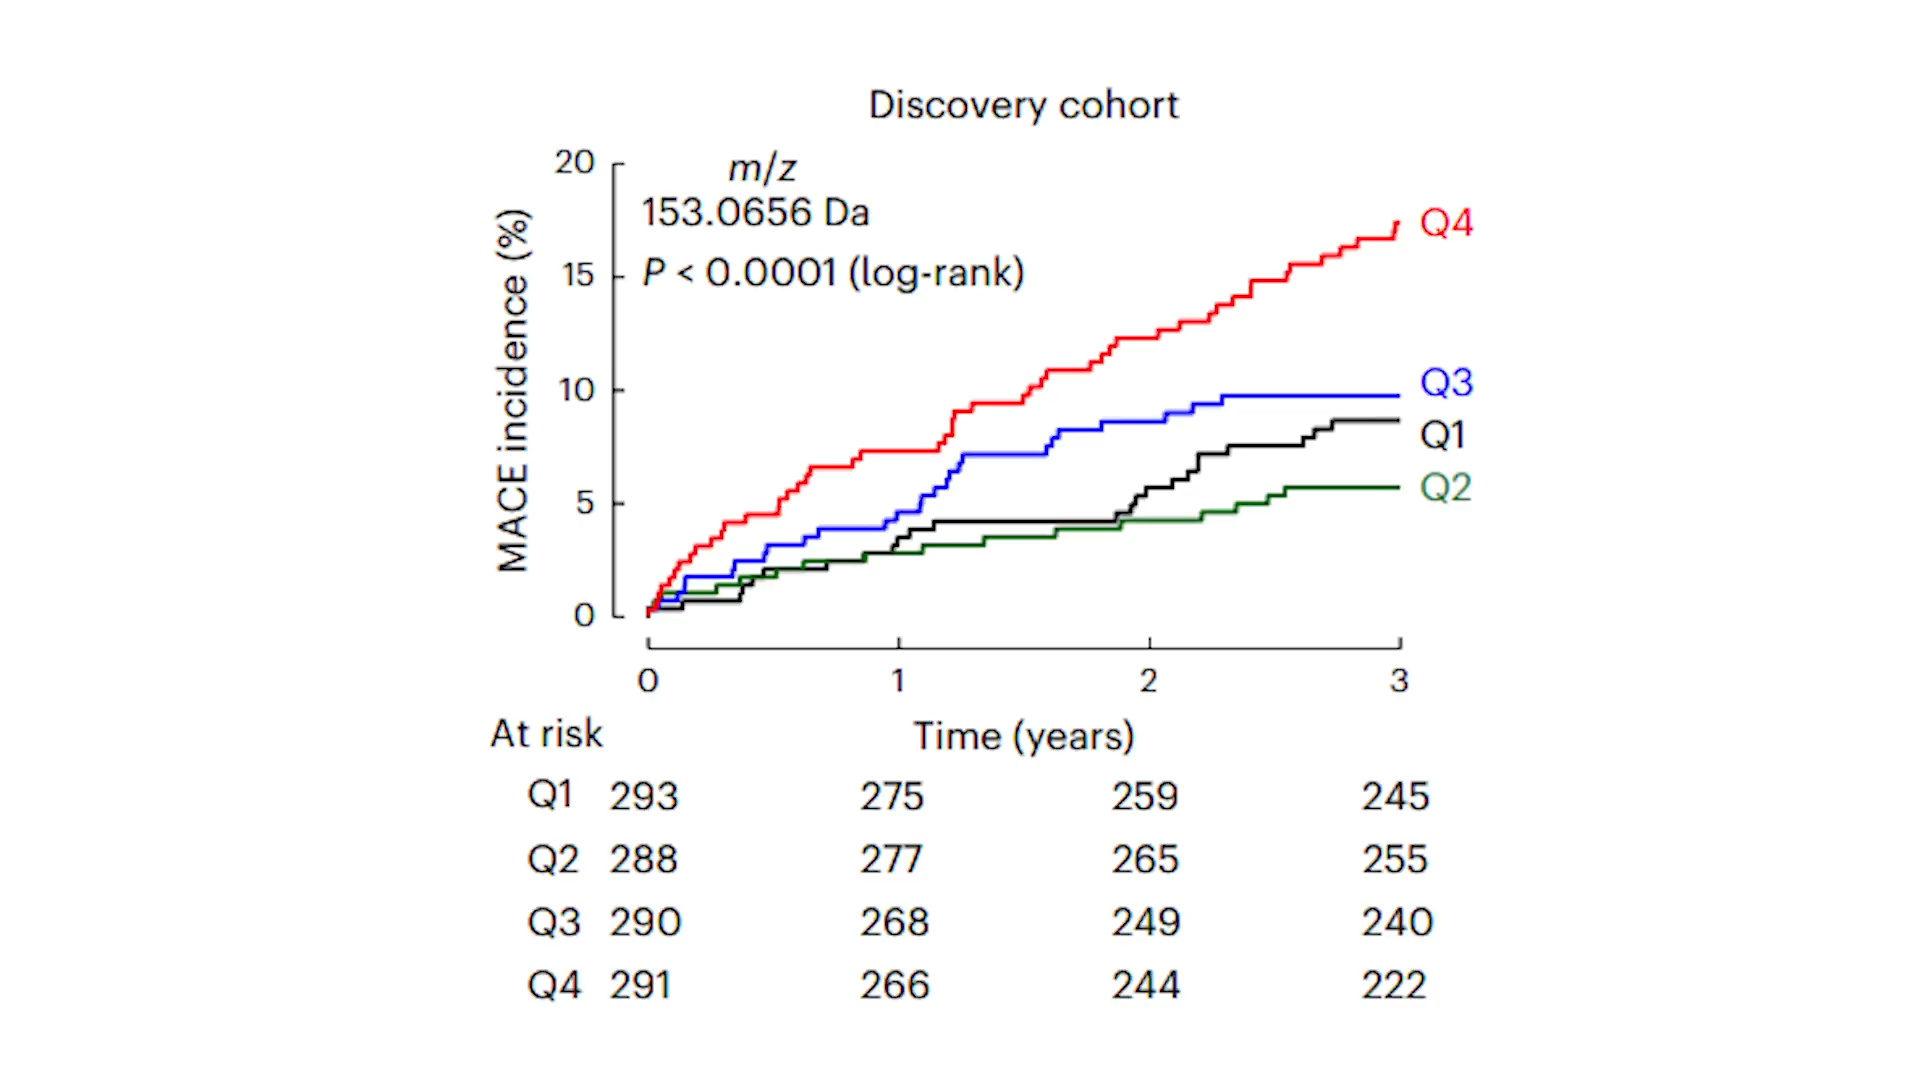 Discovery cohort
20
m/z
153.0656 Da
P < 0.0001 (log-rank)
15
10
5
0
MACE incidence (%)
Q4
Q3
Q1
Q2
0 1 2 3
At risk Time (years)
Q1 293 275 259 245
Q2 288 277 265 255
Q3 290 268 249 240
Q4 291 266 244 222